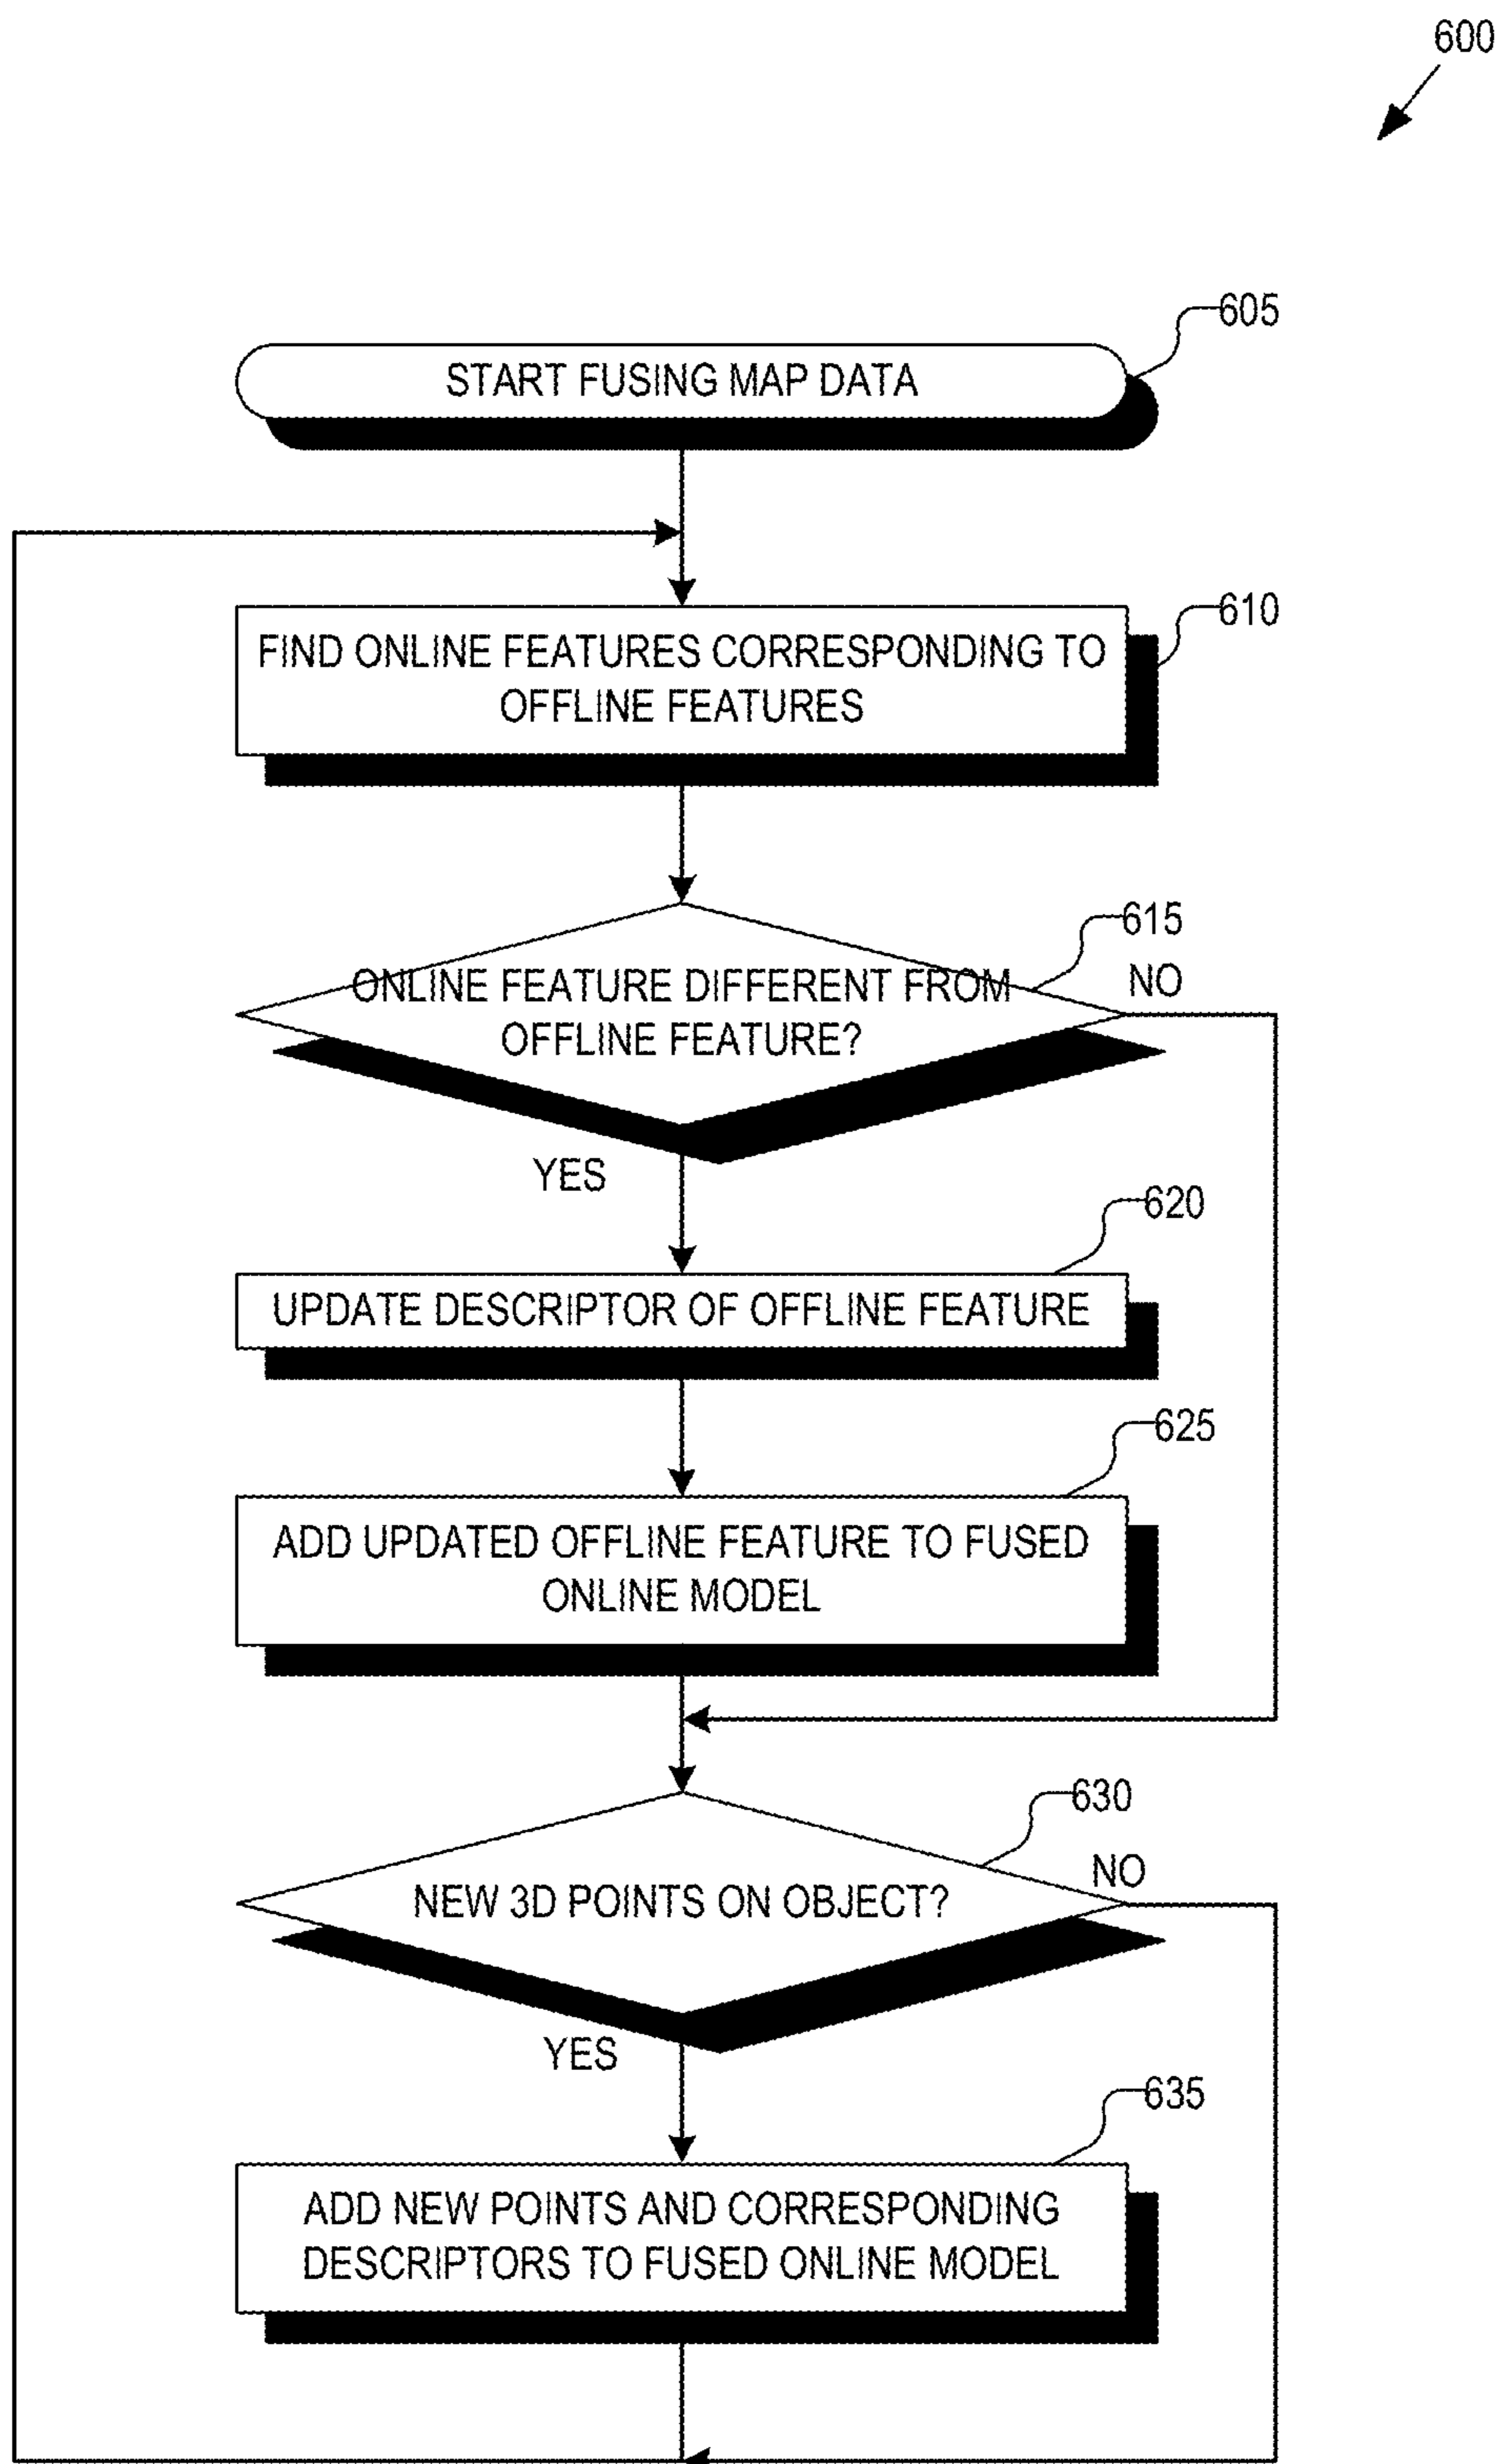 600
605
START FUSING MAP DATA
610
FIND ONLINE FEATURES CORRESPONDING TO
OFFLINE FEATURES
615
ONLINE FEATURE DIFFERENT FROM
OFFLINE FEATURE?
NO
YES
620
UPDATE DESCRIPTOR OF OFFLINE FEATURE
625
ADD UPDATED OFFLINE FEATURE TO FUSED
ONLINE MODEL
630
NO
NEW 3D POINTS ON OBJECT?
YES
635
ADD NEW POINTS AND CORRESPONDING
DESCRIPTORS TO FUSED ONLINE MODEL